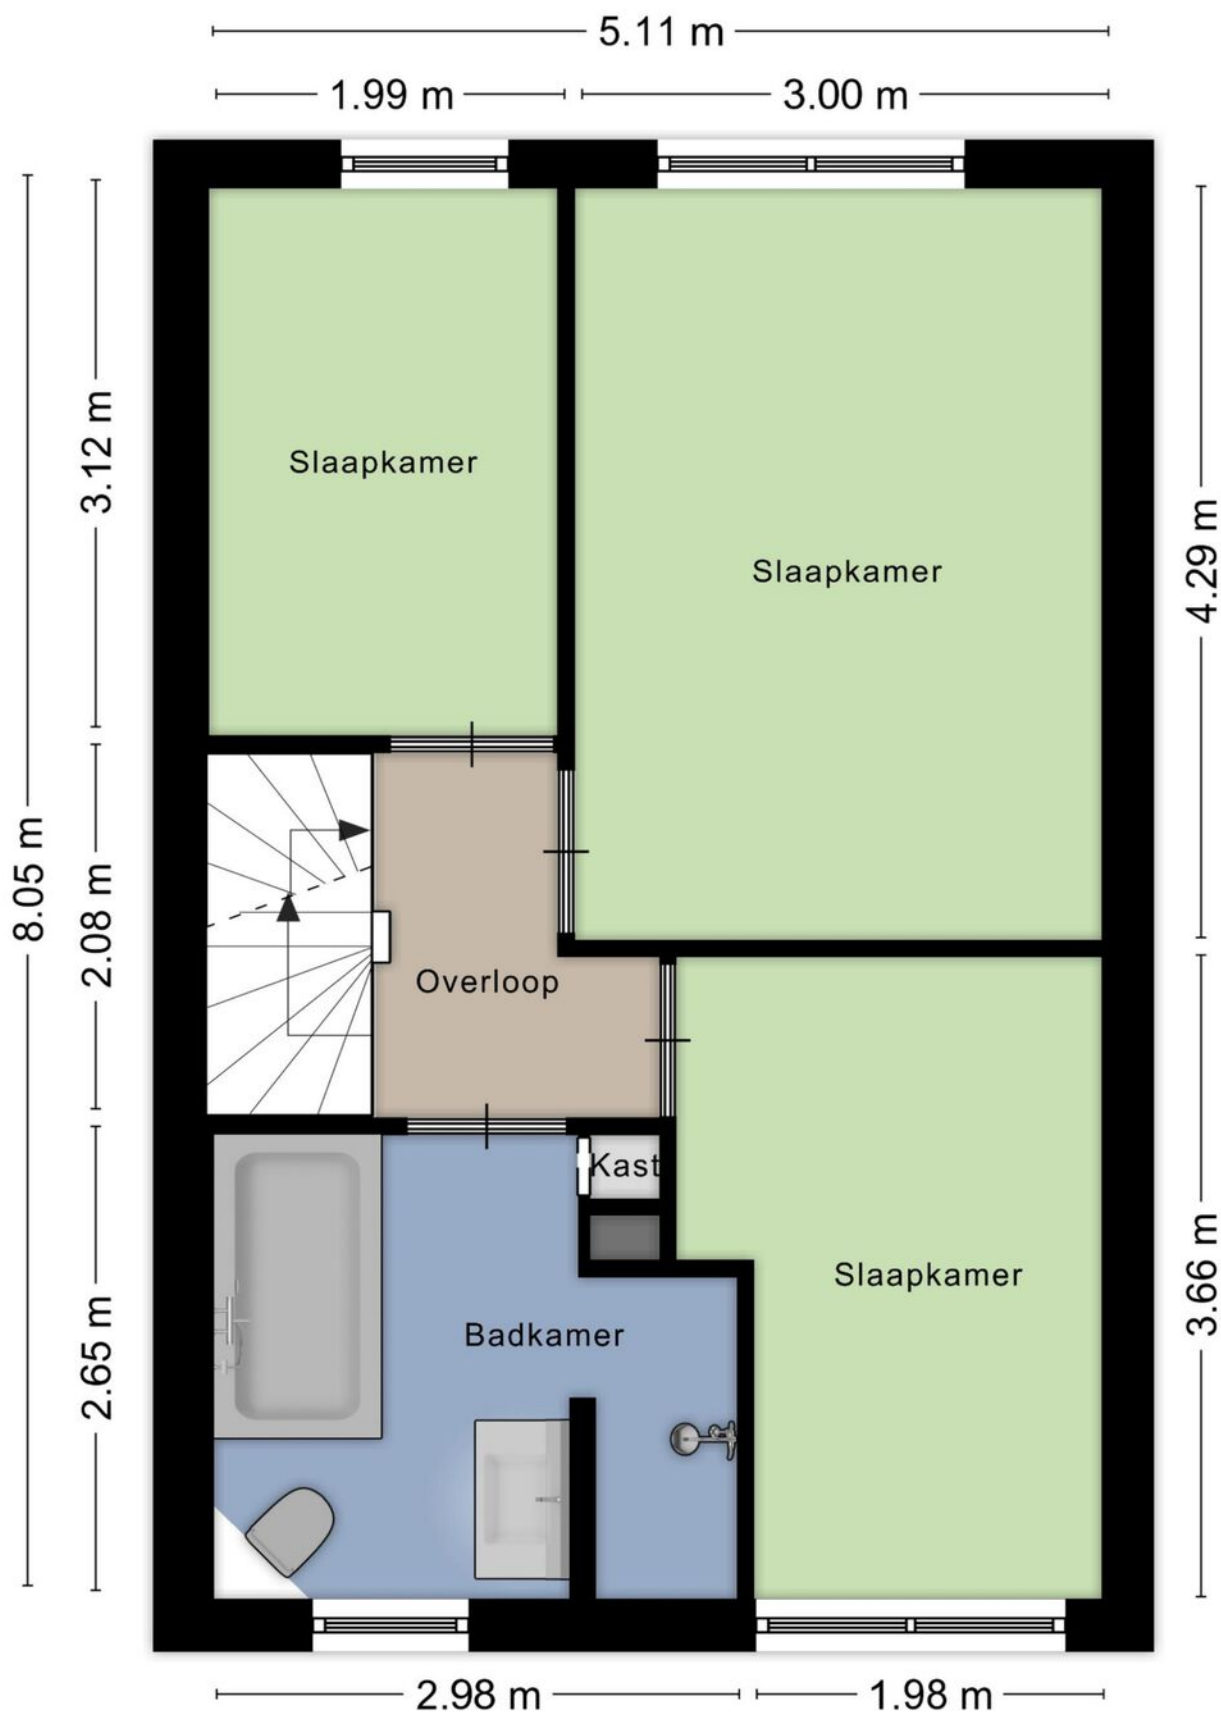 5.11 m
1.99 m
3.00 m
3.12 m
Slaapkamer
Slaapkamer
4.29 m
8.05 m
2.08 m
Overloop
Kast
Slaapkamer
3.66 m
Badkamer
2.65 m
2.98 m
1.98 m